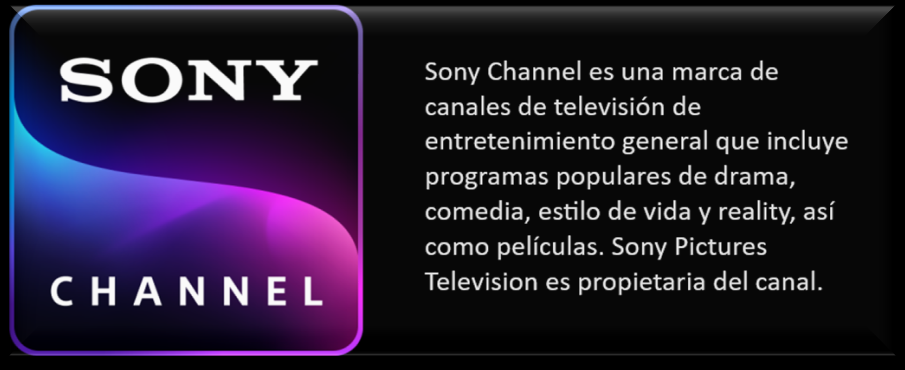 SONY
CHANNEL
Sony Channel es una marca de
canales de televisión de
entretenimiento general que incluye
programas populares de drama,
comedia, estilo de vida y reality, así
como películas. Sony Pictures
Television es propietaria del canal.